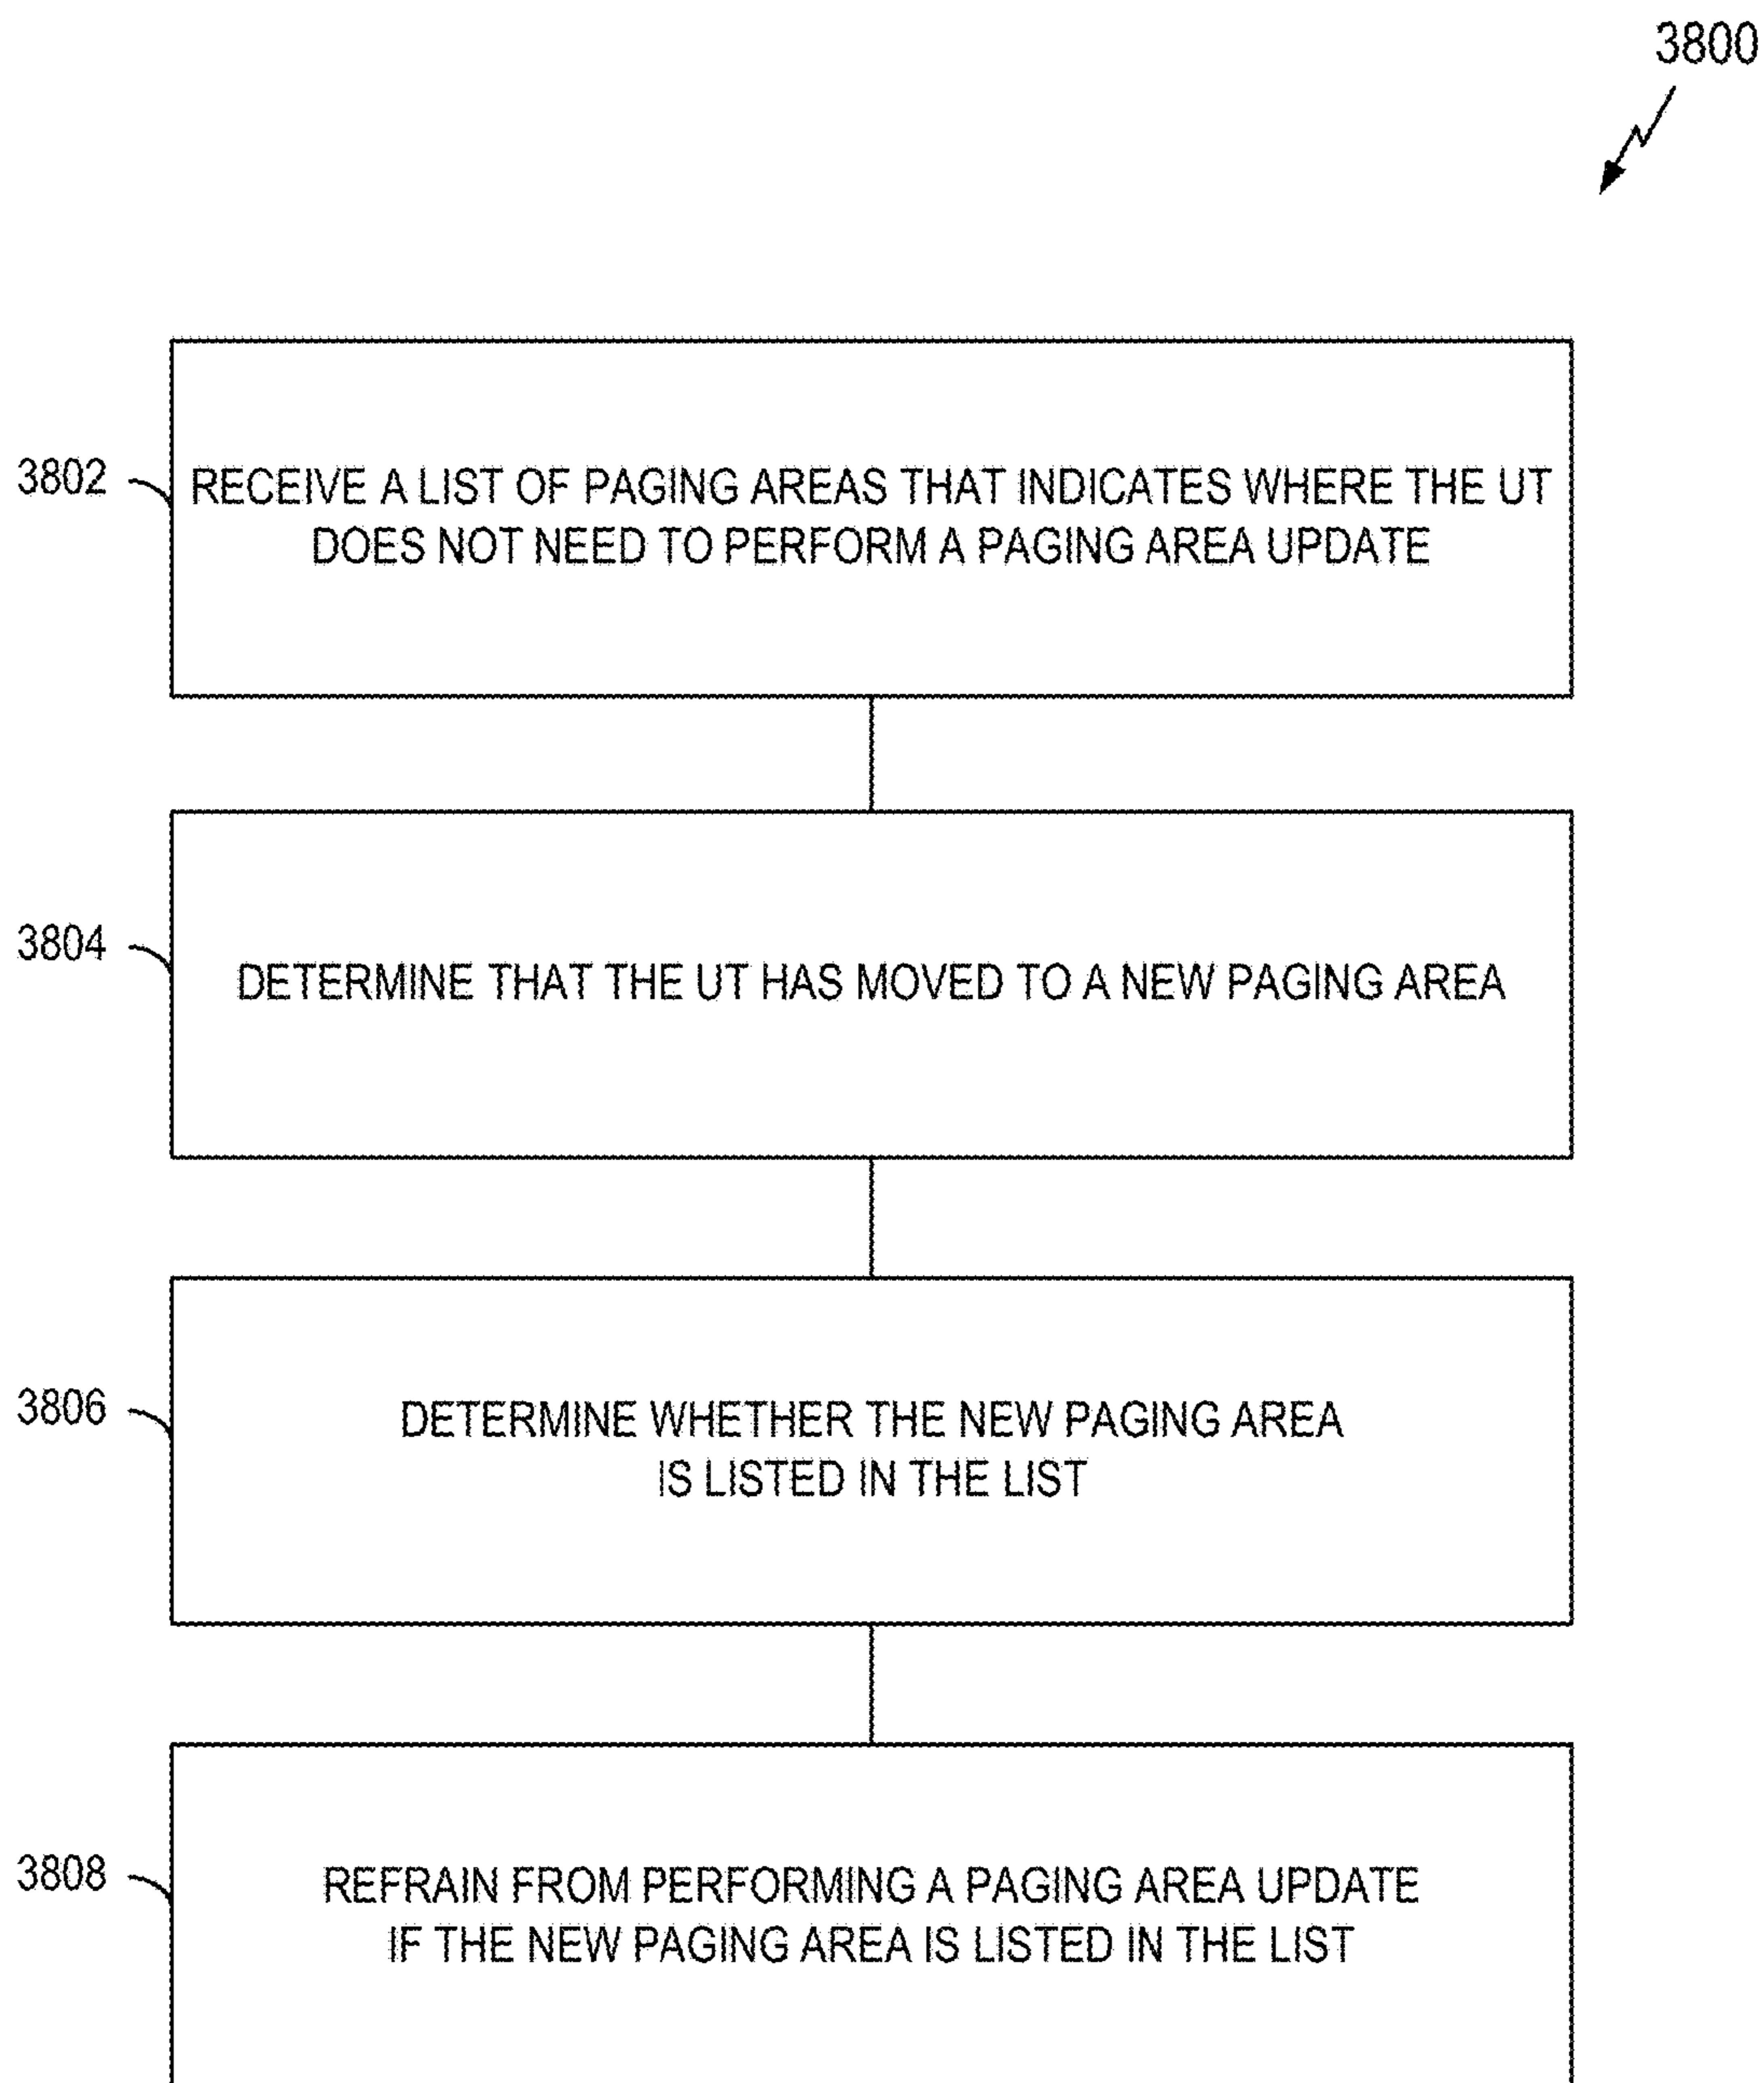 3800
3802
RECEIVE A LIST OF PAGING AREAS THAT INDICATES WHERE THE UT
DOES NOT NEED TO PERFORM A PAGING AREA UPDATE
3804
DETERMINE THAT THE UT HAS MOVED TO A NEW PAGING AREA
3806
DETERMINE WHETHER THE NEW PAGING AREA
IS LISTED IN THE LIST
3808
REFRAIN FROM PERFORMING A PAGING AREA UPDATE
IF THE NEW PAGING AREA IS LISTED IN THE LIST